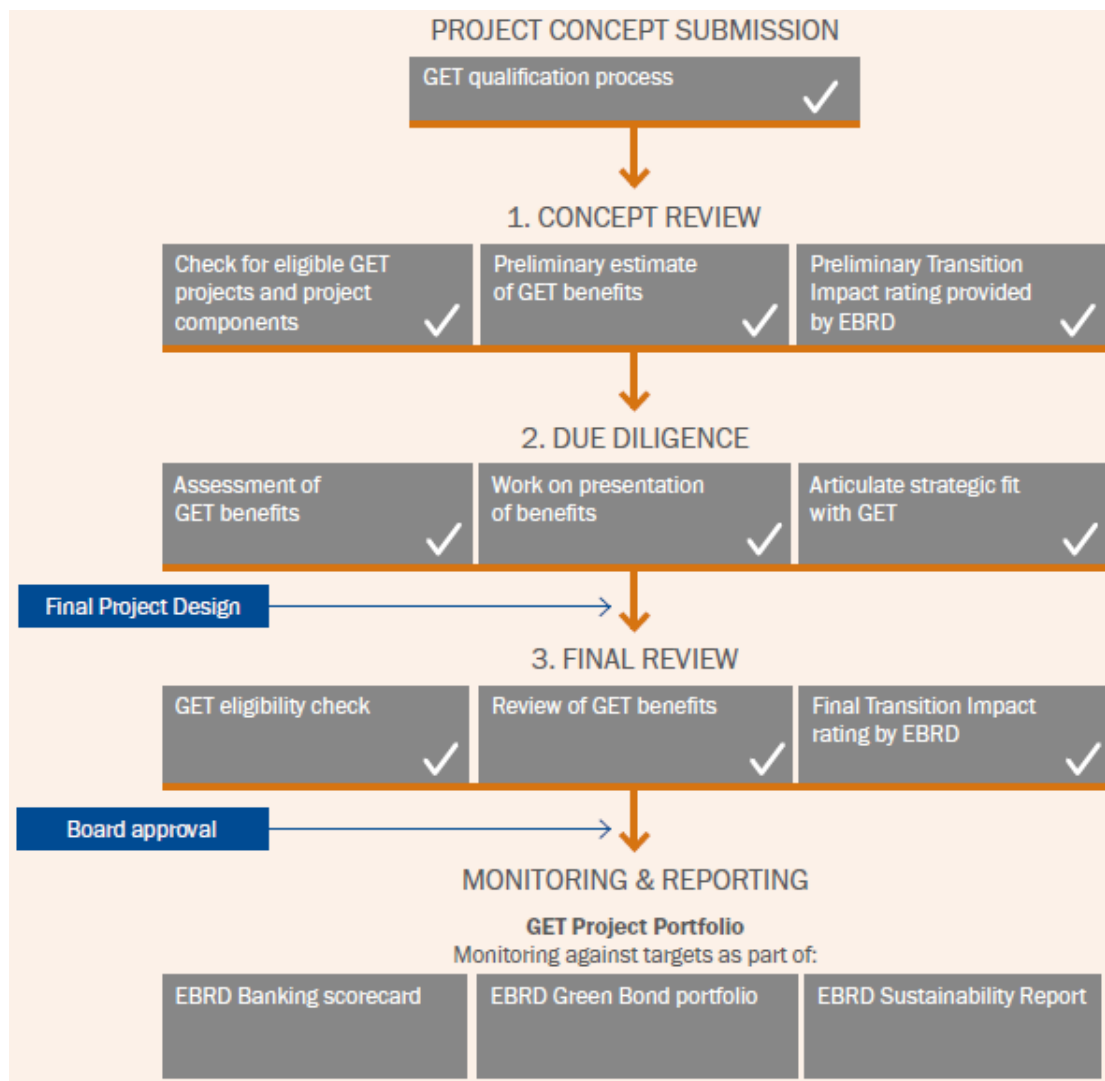 PROJECT CONCEPT SUBMISSION
GET qualification process
1. CONCEPT REVIEW
Check for eligible GET
projects and project
components
Preliminary estimate
of GET benefits
Preliminary Transition
Impact rating provided
by EBRD
2. DUE DILIGENCE
Assessment of
GET benefits
Work on presentation
of benefits
Articulate strategic fit
with GET
Final Project Design
3. FINAL REVIEW
GET eligibility check
Review of GET benefits
Final Transition Impact
rating by EBRD
Board approval
MONITORING & REPORTING
GET Project Portfolio
Monitoring against targets as part of:
EBRD Banking scorecard
EBRD Green Bond portfolio
EBRD Sustainability Report